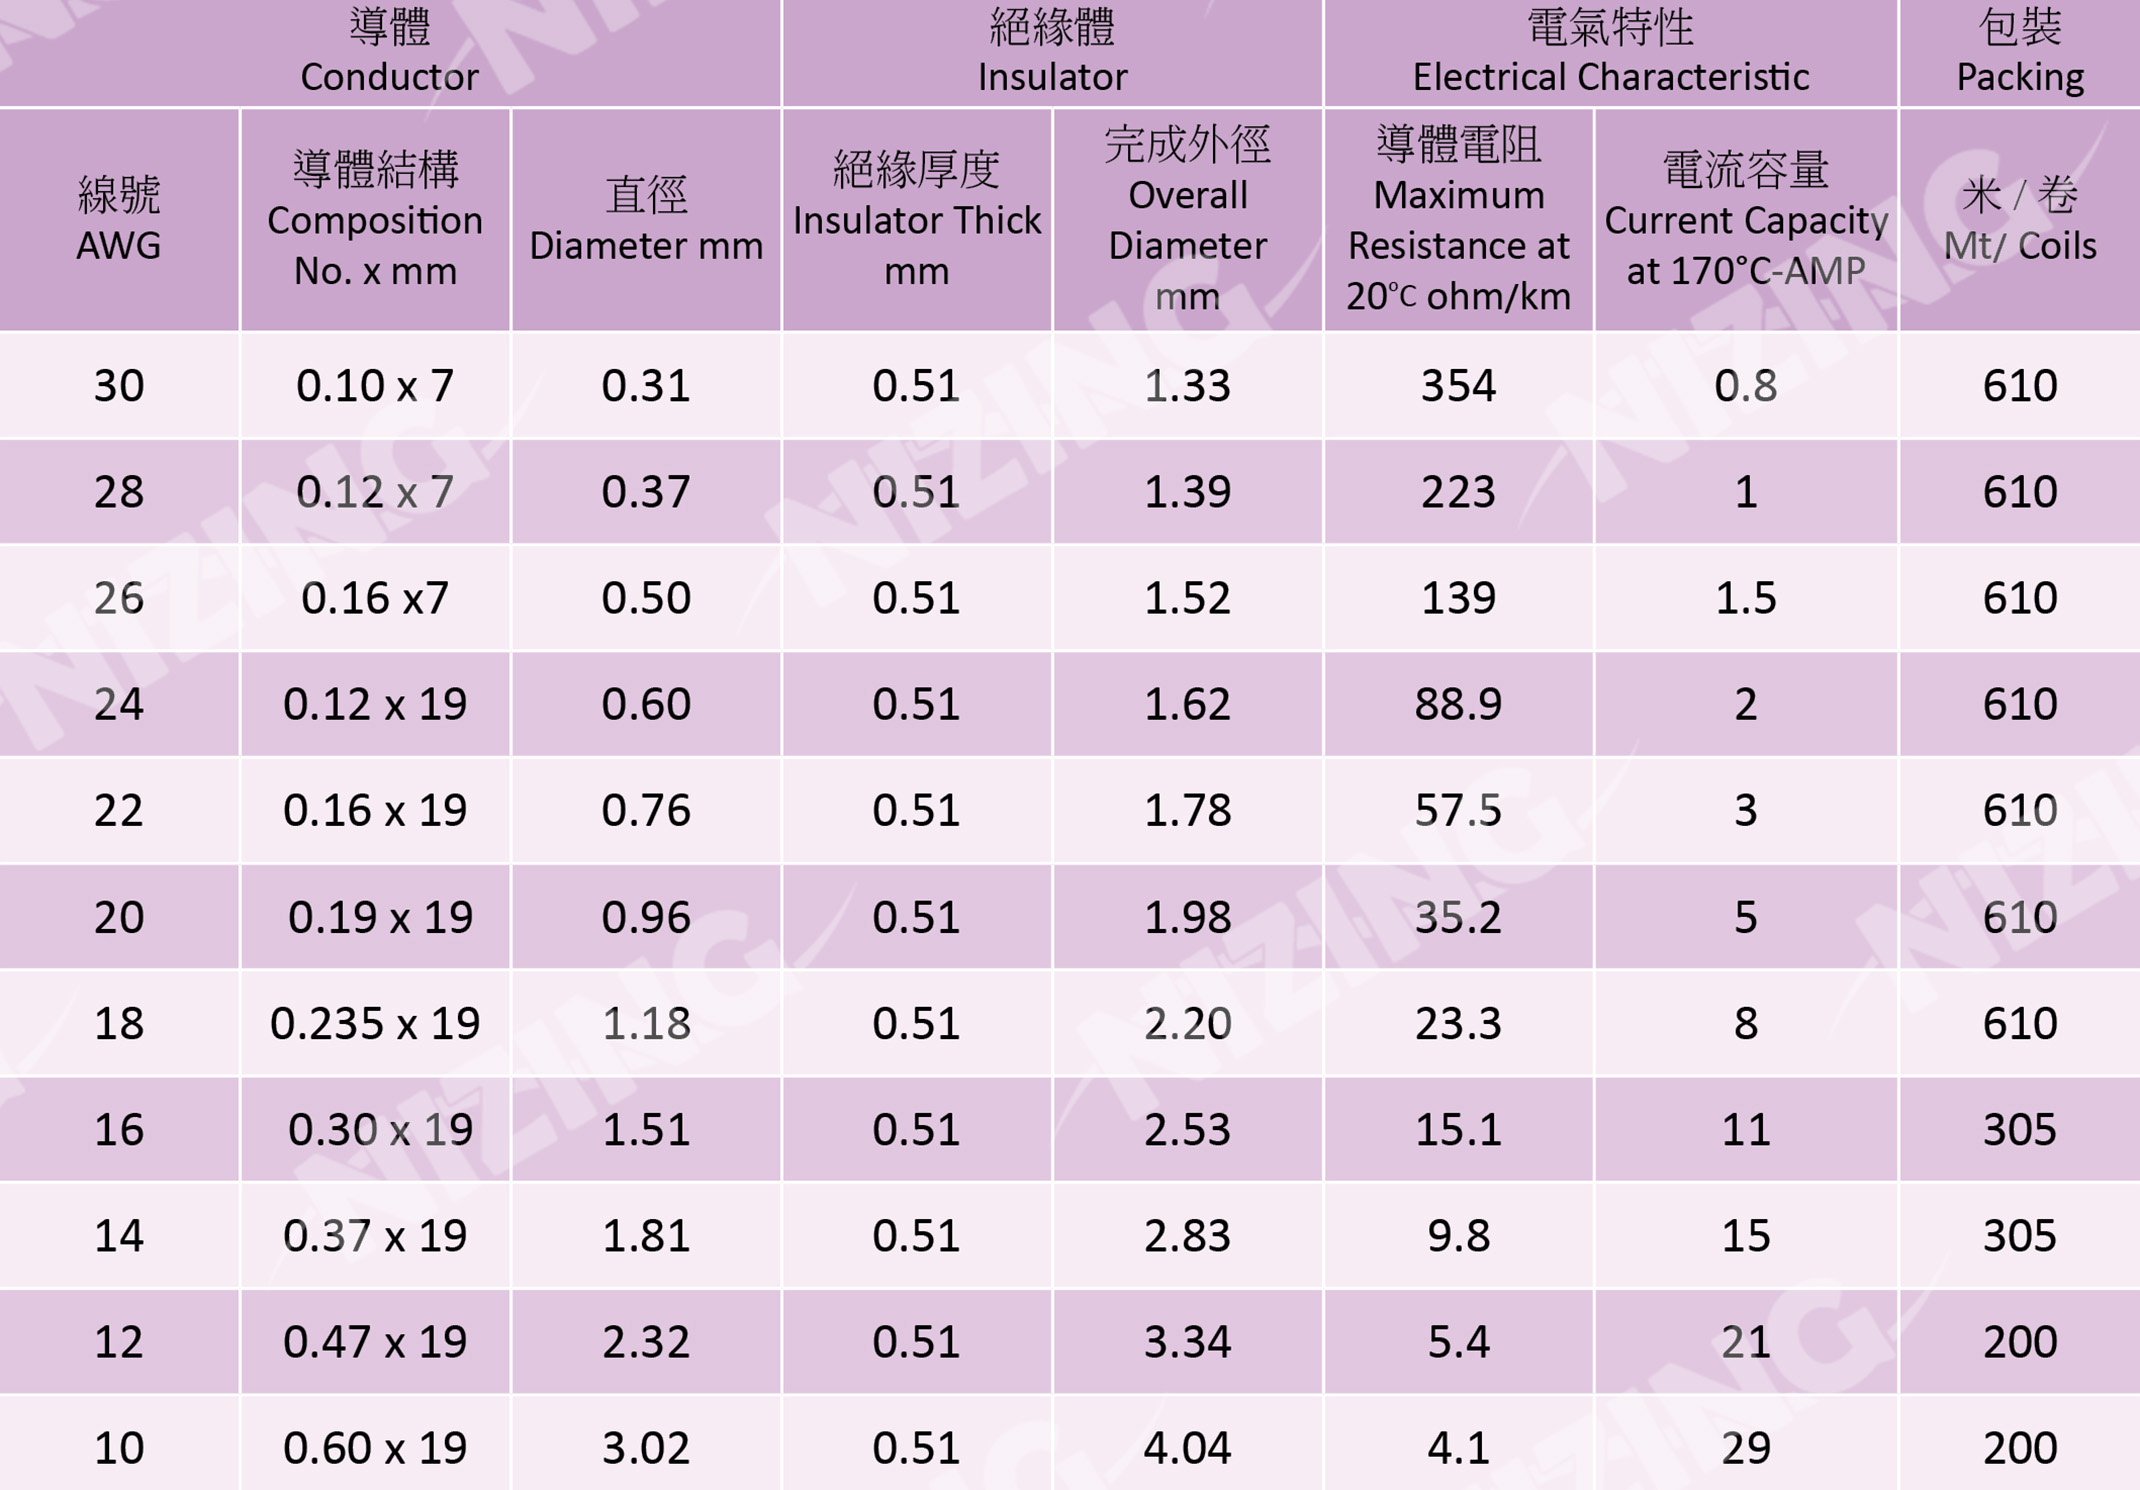 導體
Conductor
絕緣體
Insulator
電氣特性
Electrical Characteristic
包裝
Packing
線號
AWG
導體結構
Composition
No. x mm
直徑
Diameter mm
絕緣厚度
Insulator Thick
mm
完成外徑
Overall
Diameter
mm
導體電阻
Maximum
Resistance at
20°C ohm/km
電流容量
Current Capacity
at 170°C-AMP
米 / 卷
Mt/ Coils
30 0.10 x 7 0.31 0.51 1.33 354 0.8 610
28 0.12 x 7 0.37 0.51 1.39 223 1 610
26 0.16 x7 0.50 0.51 1.52 139 1.5 610
24 0.12 x 19 0.60 0.51 1.62 88.9 2 610
22 0.16 x 19 0.76 0.51 1.78 57.5 3 610
20 0.19 x 19 0.96 0.51 1.98 35.2 5 610
18 0.235 x 19 1.18 0.51 2.20 23.3 8 610
16 0.30 x 19 1.51 0.51 2.53 15.1 11 305
14 0.37 x 19 1.81 0.51 2.83 9.8 15 305
12 0.47 x 19 2.32 0.51 3.34 5.4 21 200
10 0.60 x 19 3.02 0.51 4.04 4.1 29 200
NIZING
NIZING
NIZING
NIZING
NIZING
NIZING
NIZING
NIZING